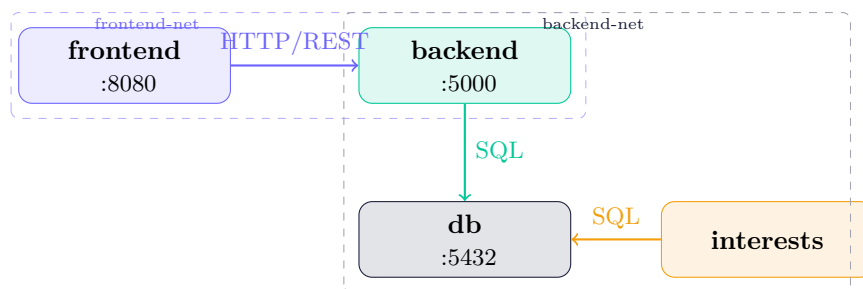 frontend-net
backend-net
frontend
:8080
HTTP/REST
backend
:5000
SQL
db
:5432
SQL
interests